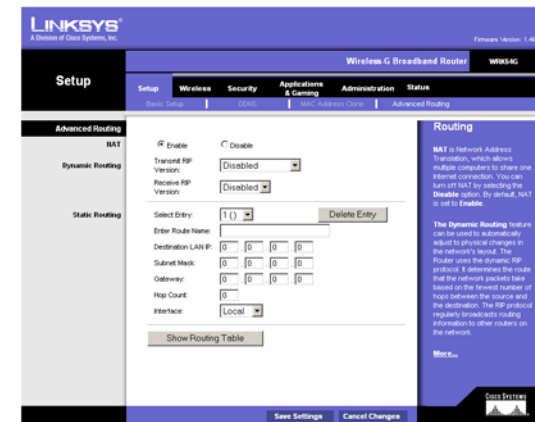 LINKSYS®
A Division of Cisco Systems, Inc.
Firmware Version: 1.40
Wireless-G Broadband Router
WRK54G
Setup
Setup Wireless Security Applications & Gaming Administration Status
Basic Setup DDNS MAC Address Clone Advanced Routing
Advanced Routing
NAT
Enable Disable
Dynamic Routing
Transmit RIP Version: Disabled
Receive RIP Version: Disabled
Static Routing
Select Entry: 1 () Delete Entry
Enter Route Name:
Destination LAN IP: 0 . 0 . 0 . 0
Subnet Mask: 0 . 0 . 0 . 0
Gateway: 0 . 0 . 0 . 0
Hop Count: 0
Interface: Local
Show Routing Table
Routing
NAT is Network Address
Translation, which allows
multiple computers to share one
Internet connection. You can
turn off NAT by selecting the
Disable option. By default, NAT
is set to Enable.
The Dynamic Routing feature
can be used to automatically
adjust to physical changes in
the network's layout. The
Router uses the dynamic RIP
protocol. It determines the route
that the network packets take
based on the fewest number of
hops between the source and
the destination. The RIP protocol
regularly broadcasts routing
information to other routers on
the network.
More...
Save Settings Cancel Changes
CISCO SYSTEMS